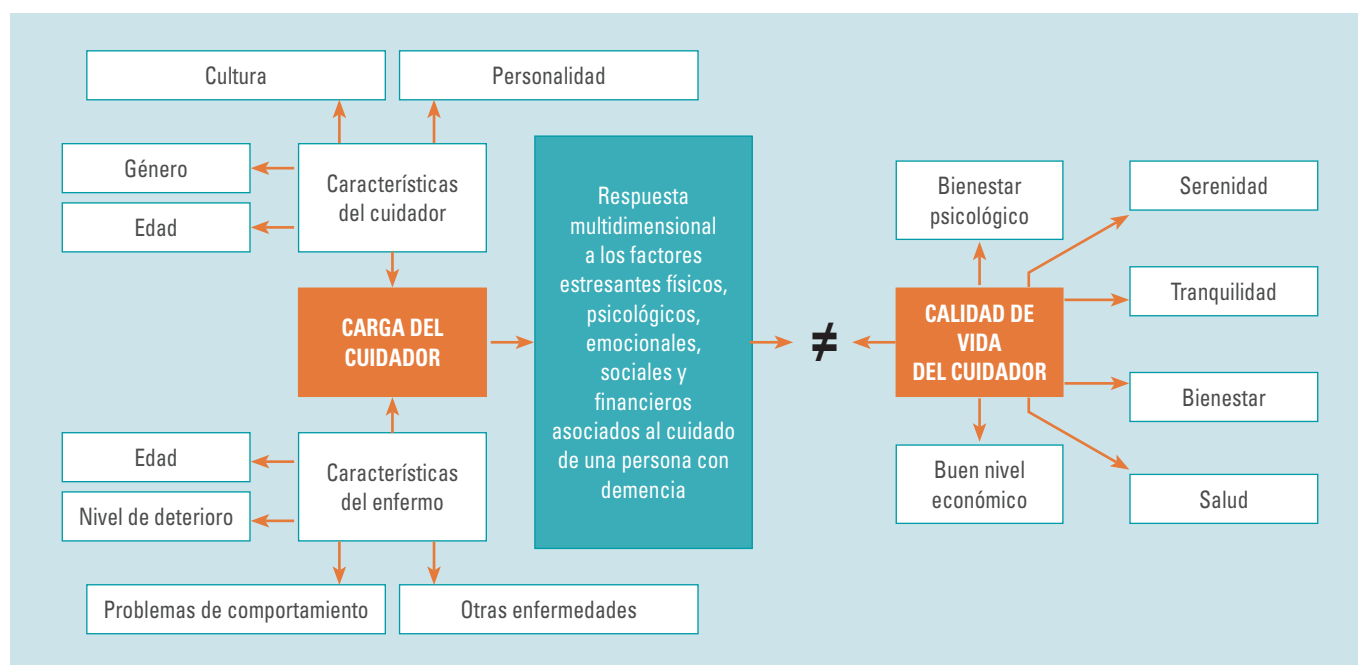 Cultura
Personalidad
Género
Edad
Características
del cuidador
CARGA DEL
CUIDADOR
Edad
Nivel de deterioro
Características
del enfermo
Problemas de comportamiento
Otras enfermedades
Respuesta
multidimensional
a los factores
estresantes físicos,
psicológicos,
emocionales,
sociales y
financieros
asociados al cuidado
de una persona con
demencia
≠
Bienestar
psicológico
CALIDAD DE
VIDA
DEL CUIDADOR
Buen nivel
económico
Serenidad
Tranquilidad
Bienestar
Salud